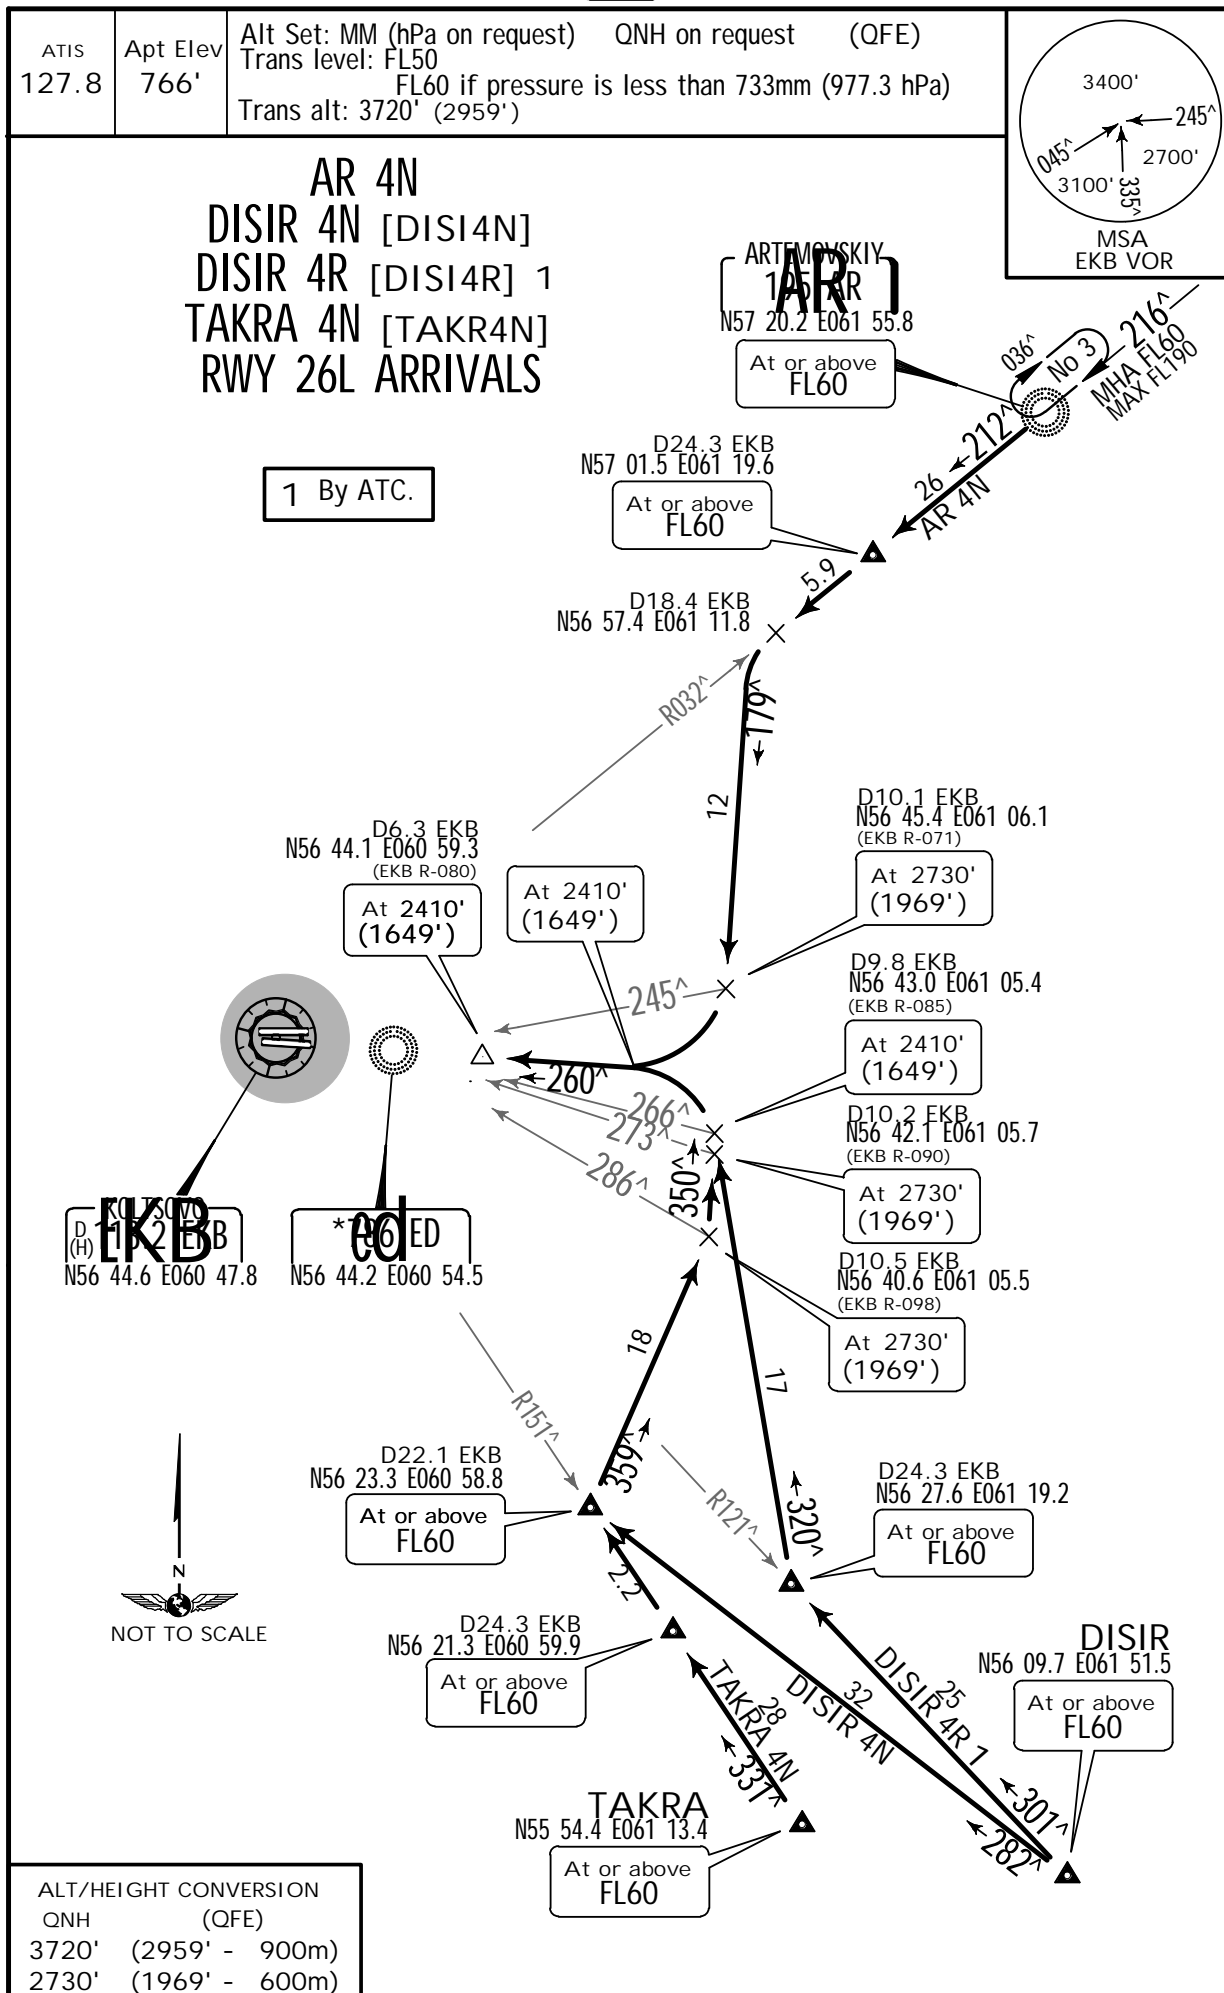 ATIS
127.8
Apt Elev
766'
Alt Set: MM (hPa on request) QNH on request (QFE)
Trans level: FL50
FL60 if pressure is less than 733mm (977.3 hPa)
Trans alt: 3720' (2959')
3400'
245^
045^
2700'
3100'
335^
MSA
EKB VOR
AR 4N
DISIR 4N [DISI4N]
DISIR 4R [DISI4R] 1
TAKRA 4N [TAKR4N]
RWY 26L ARRIVALS
1 By ATC.
ARTEMOVSKIY
AR
N57 20.2 E061 55.8
At or above
FL60
036^
No 3
216^
MHA FL60
MAX FL190
212^
26
AR 4N
D24.3 EKB
N57 01.5 E061 19.6
At or above
FL60
5.9
D18.4 EKB
N56 57.4 E061 11.8
R032^
179^
12
D10.1 EKB
N56 45.4 E061 06.1
(EKB R-071)
At 2730'
(1969')
D6.3 EKB
N56 44.1 E060 59.3
(EKB R-080)
At 2410'
(1649')
At 2410'
(1649')
245^
D9.8 EKB
N56 43.0 E061 05.4
(EKB R-085)
At 2410'
(1649')
260^
266^
273^
286^
350^
D10.2 EKB
N56 42.1 E061 05.7
(EKB R-090)
At 2730'
(1969')
KOLTSOVO
D
(H)
EKB
N56 44.6 E060 47.8
ed
ED
N56 44.2 E060 54.5
D10.5 EKB
N56 40.6 E061 05.5
(EKB R-098)
At 2730'
(1969')
18
17
R151^
359^
R121^
320^
D22.1 EKB
N56 23.3 E060 58.8
At or above
FL60
D24.3 EKB
N56 27.6 E061 19.2
At or above
FL60
N
NOT TO SCALE
2.2
D24.3 EKB
N56 21.3 E060 59.9
At or above
FL60
28
TAKRA 4N
331^
32
DISIR 4N
25
DISIR 4R 1
301^
282^
DISIR
N56 09.7 E061 51.5
At or above
FL60
TAKRA
N55 54.4 E061 13.4
At or above
FL60
ALT/HEIGHT CONVERSION
QNH (QFE)
3720' (2959' - 900m)
2730' (1969' - 600m)